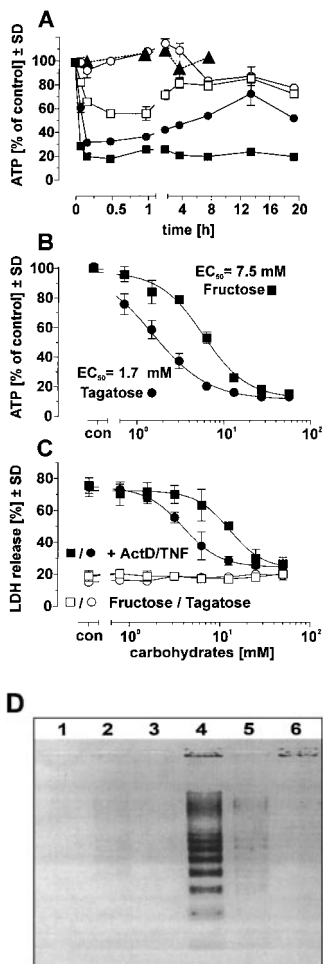 A
ATP [% of control] ± SD
120
100
80
60
40
20
0
0 0.5 1 4 8 12 16 20
time [h]
B
ATP [% of control] ± SD
100
80
60
40
20
0
EC50= 7.5 mM
Fructose ■
EC50= 1.7 mM
Tagatose ●
con 10⁰ 10¹ 10²
C
LDH release [%] ± SD
100
80
60
40
20
0
■ / ● + ActD/TNF
□ / ○ Fructose / Tagatose
con 10⁰ 10¹ 10²
carbohydrates [mM]
D
1 2 3 4 5 6